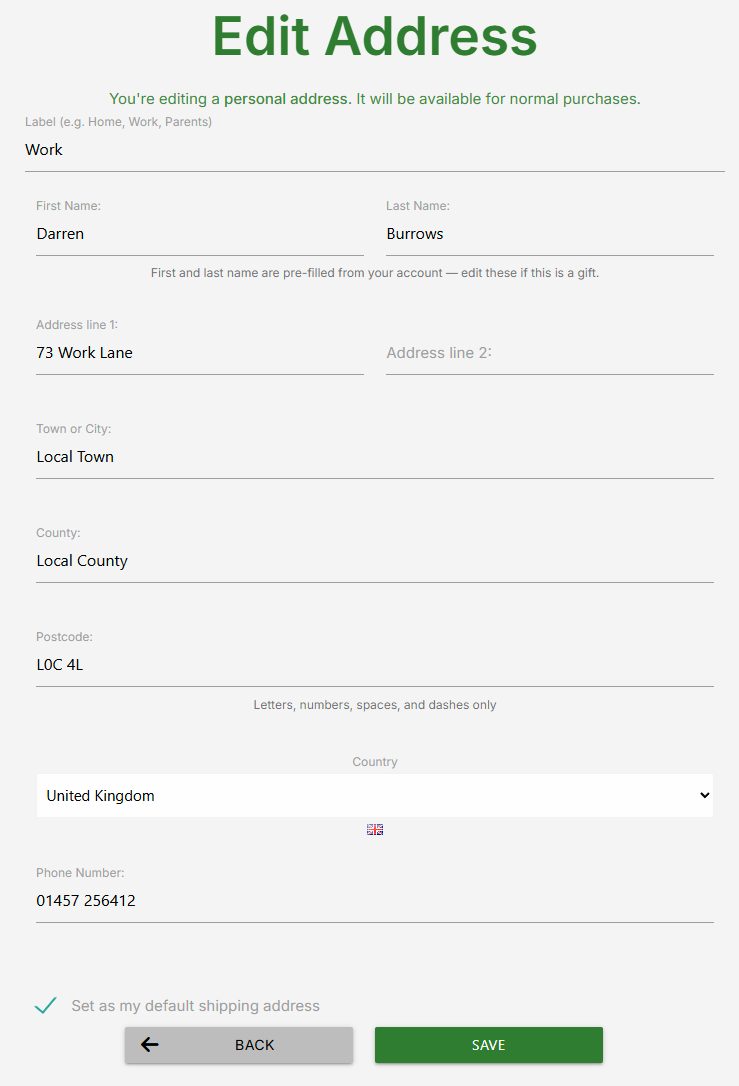 Edit Address
You're editing a personal address. It will be available for normal purchases.
Label (e.g. Home, Work, Parents)
Work
First Name: Last Name:
Darren Burrows
First and last name are pre-filled from your account — edit these if this is a gift.
Address line 1:
73 Work Lane Address line 2:
Town or City:
Local Town
County:
Local County
Postcode:
L0C 4L
Letters, numbers, spaces, and dashes only
Country
United Kingdom
Phone Number:
01457 256412
Set as my default shipping address
BACK SAVE